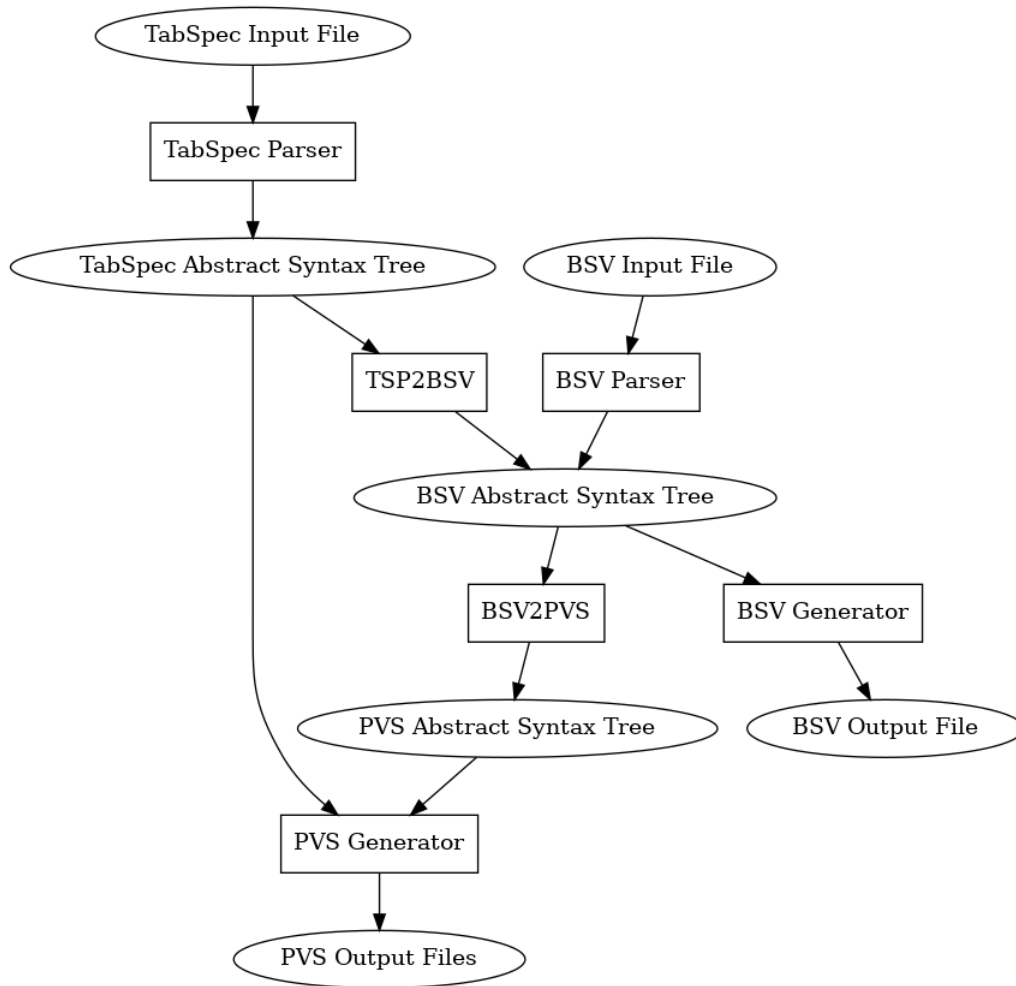 TabSpec Input File
TabSpec Parser
TabSpec Abstract Syntax Tree
BSV Input File
TSP2BSV
BSV Parser
BSV Abstract Syntax Tree
BSV2PVS
BSV Generator
PVS Abstract Syntax Tree
BSV Output File
PVS Generator
PVS Output Files